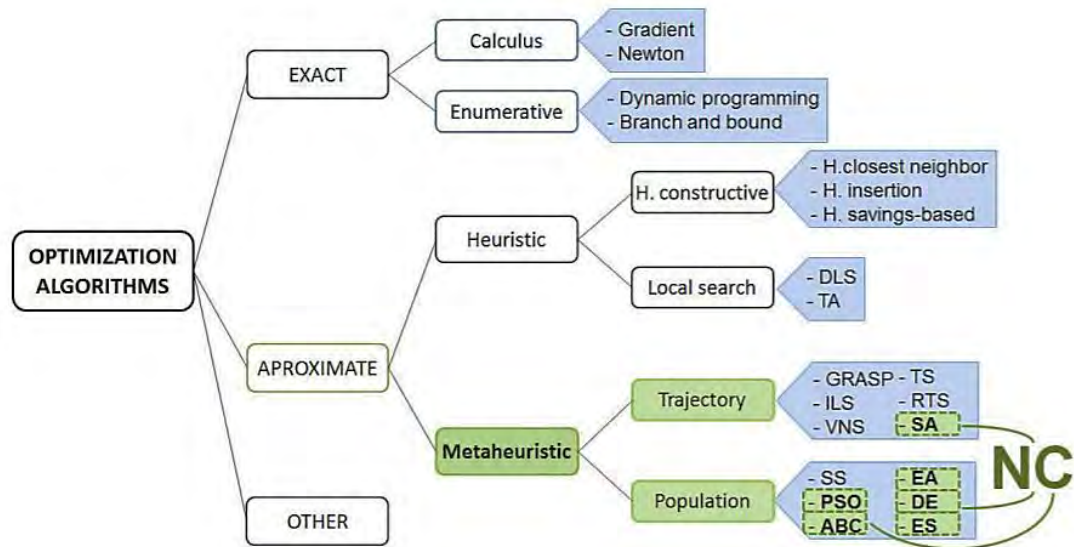 Calculus
- Gradient
- Newton
EXACT
Enumerative
- Dynamic programming
- Branch and bound
H. constructive
- H.closest neighbor
- H. insertion
- H. savings-based
Heuristic
OPTIMIZATION
ALGORITHMS
Local search
- DLS
- TA
APROXIMATE
Trajectory
- GRASP - TS
- ILS - RTS
- VNS - SA
Metaheuristic
NC
Population
- SS - EA
- PSO - DE
- ABC - ES
OTHER